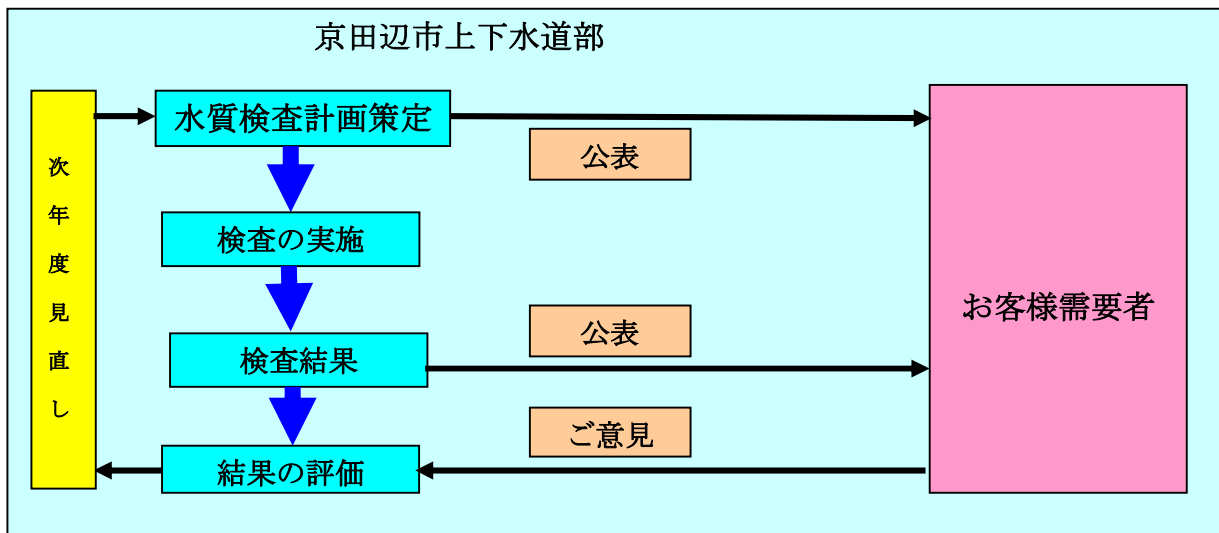 京田辺市上下水道部
次年度見直し
水質検査計画策定
公表
検査の実施
お客様需要者
公表
検査結果
ご意見
結果の評価